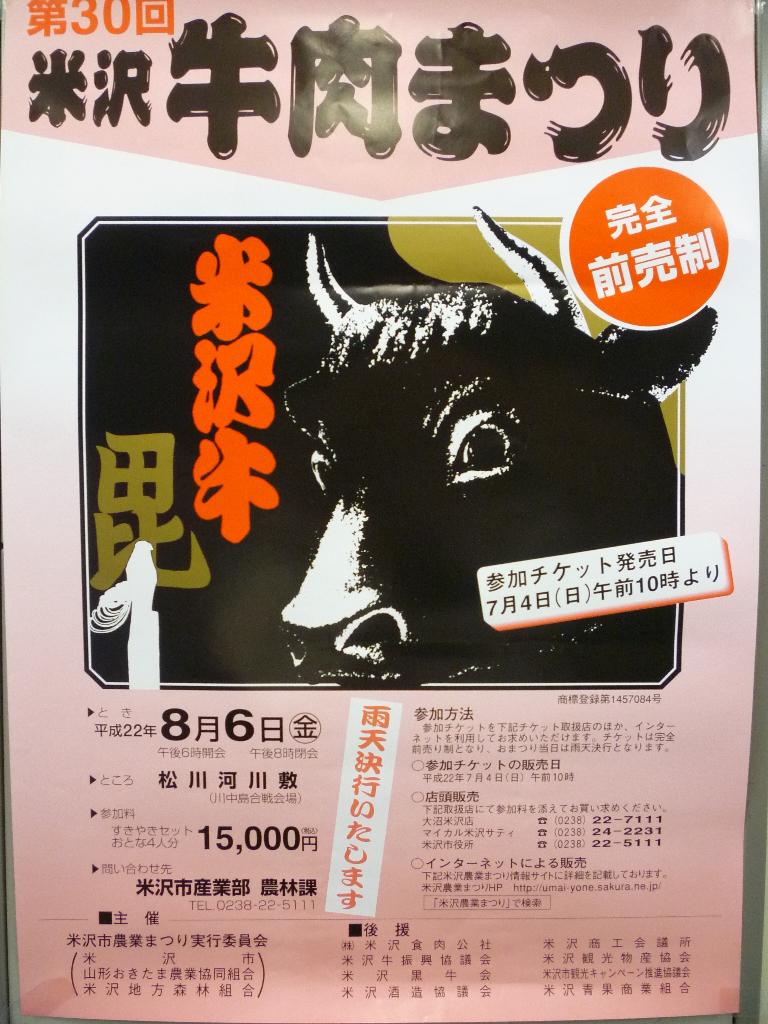 第30回
米沢 牛肉まつり
完全
前売制
米沢牛
毘
参加チケット発売日
7月4日(日)午前10時より
商標登録第1457084号
▶とき
平成22年8月6日㊎
午後6時開会 午後8時閉会
▶ところ 松川河川敷
(川中島合戦会場)
▶参加料
すきやきセット
おとな4人分 15,000円(税込)
▶問い合わせ先
米沢市産業部 農林課
TEL.0238-22-5111
雨天決行いたします
参加方法
参加チケットを下記チケット取扱店のほか、インター
ネットを利用してお求めいただけます。チケットは完全
前売り制となり、おまつり当日は雨天決行となります。
○参加チケットの販売日
平成22年7月4日(日) 午前10時
○店頭販売
下記取扱店にて参加料を添えてお買い求めください。
大沼米沢店 ☎(0238) 22-7111
マイカル米沢サティ ☎(0238) 24-2231
米沢市役所 ☎(0238) 22-5111
○インターネットによる販売
下記米沢農業まつり情報サイトに詳細を記載しております。
米沢農業まつりHP http://umai-yone.sakura.ne.jp/
「米沢農業まつり」で検索
■主催
米沢市農業まつり実行委員会
(米沢市
山形おきたま農業協同組合
米沢地方森林組合)
■後援
㈱米沢食肉公社
米沢牛振興協議会
米沢黒牛会
米沢酒造協議会
米沢商工会議所
米沢観光物産協会
米沢市観光キャンペーン推進協議会
米沢青果商業組合